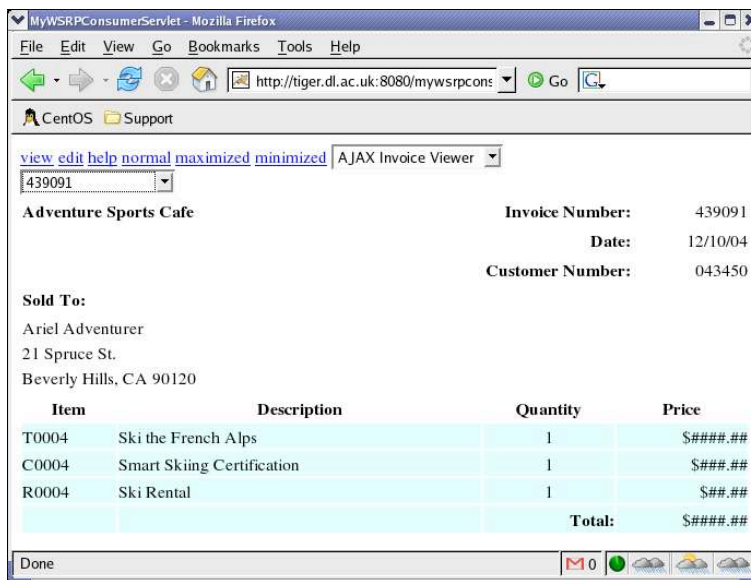 MyWSRPConsumerServlet - Mozilla Firefox
File Edit View Go Bookmarks Tools Help
http://tiger.dl.ac.uk:8080/mywsrpcons Go G
CentOS Support
view edit help normal maximized minimized AJAX Invoice Viewer
439091
Adventure Sports Cafe Invoice Number: 439091
Date: 12/10/04
Customer Number: 043450
Sold To:
Ariel Adventurer
21 Spruce St.
Beverly Hills, CA 90120
Item Description Quantity Price
T0004 Ski the French Alps 1 $####.##
C0004 Smart Skiing Certification 1 $###.##
R0004 Ski Rental 1 $##.##
Total: $####.##
Done 0